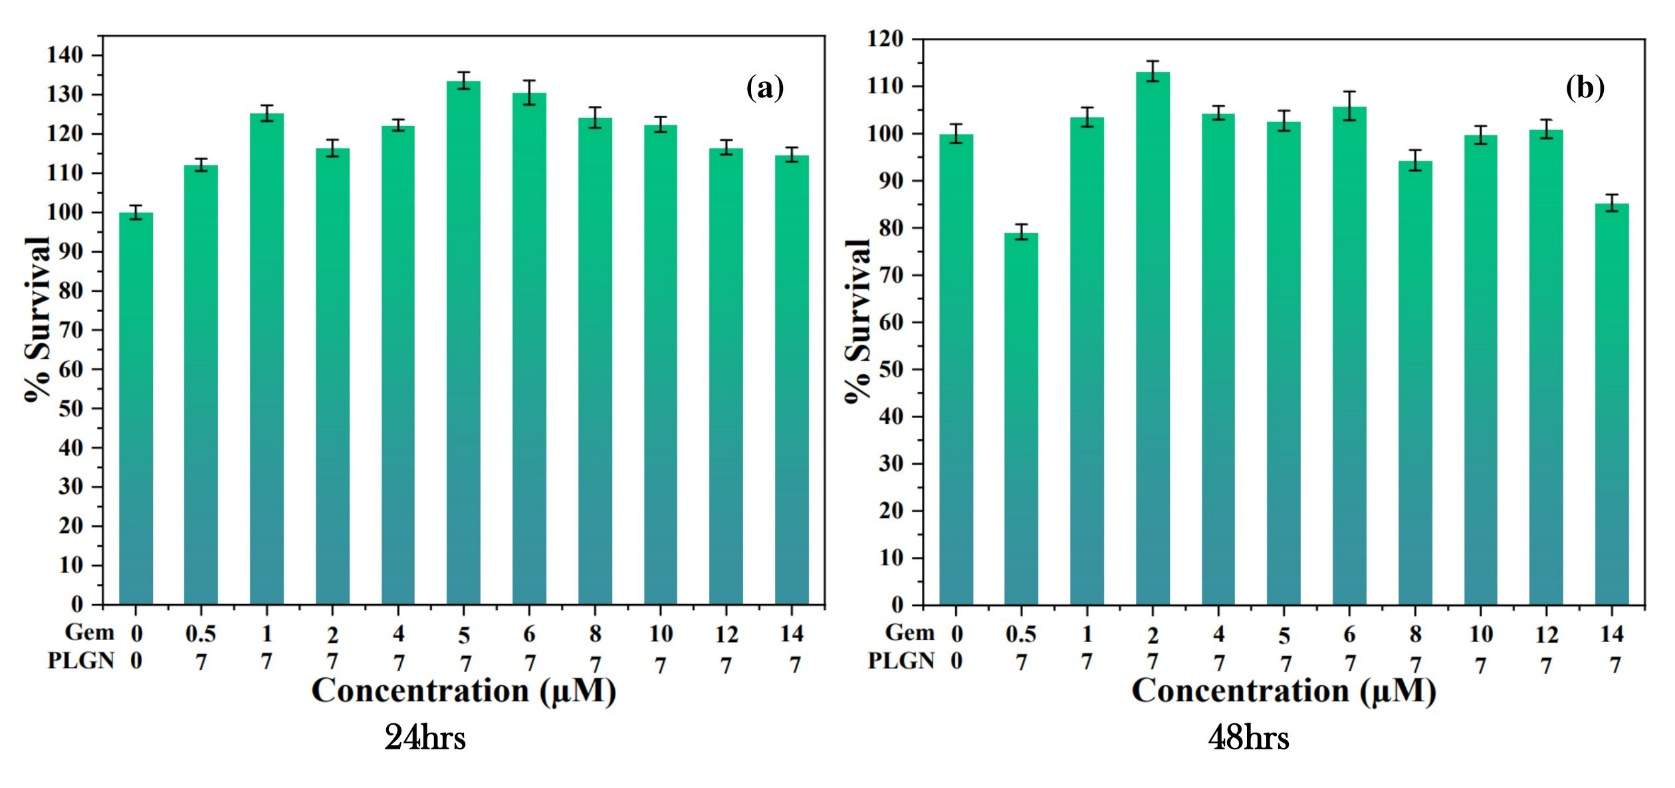 (a)
140
130
120
110
100
90
80
70
60
50
40
30
20
10
0
% Survival
Gem 0 0.5 1 2 4 5 6 8 10 12 14
PLGN 0 7 7 7 7 7 7 7 7 7 7
Concentration (μM)
24hrs
(b)
120
110
100
90
80
70
60
50
40
30
20
10
0
% Survival
Gem 0 0.5 1 2 4 5 6 8 10 12 14
PLGN 0 7 7 7 7 7 7 7 7 7 7
Concentration (μM)
48hrs